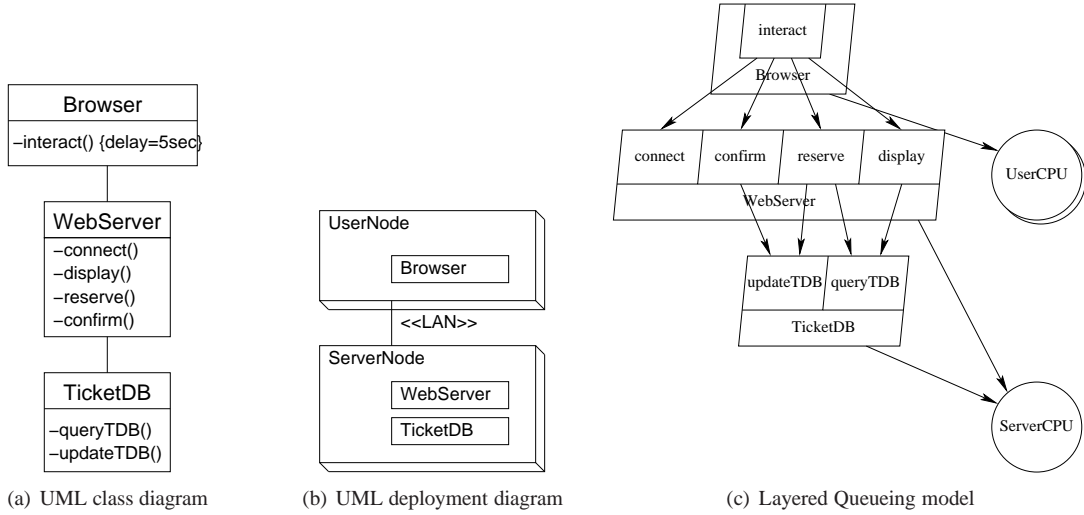 Browser
–interact() {delay=5sec}
WebServer
–connect()
–display()
–reserve()
–confirm()
TicketDB
–queryTDB()
–updateTDB()
(a) UML class diagram
UserNode
Browser
<<LAN>>
ServerNode
WebServer
TicketDB
(b) UML deployment diagram
interact
Browser
connect
confirm
reserve
display
WebServer
UserCPU
updateTDB
queryTDB
TicketDB
ServerCPU
(c) Layered Queueing model